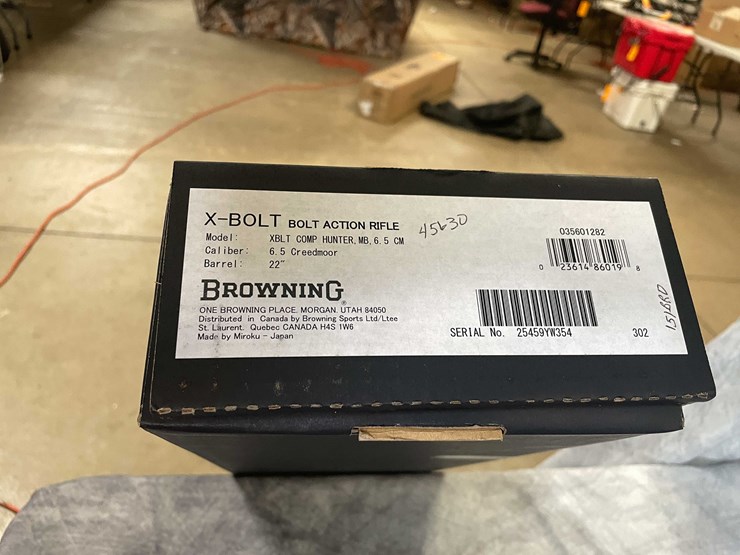 X-BOLT BOLT ACTION RIFLE
45630
Model: XBLT COMP HUNTER, MB, 6.5 CM
Caliber: 6.5 Creedmoor
Barrel: 22"
BROWNING
ONE BROWNING PLACE, MORGAN, UTAH 84050
Distributed in Canada by Browning Sports Ltd/Ltee
St. Laurent, Quebec CANADA H4S 1W6
Made by Miroku - Japan
035601282
0 23614 86019 8
SERIAL No. 25459YW354
302